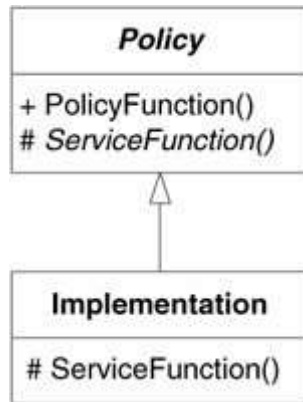 Policy
+ PolicyFunction()
# ServiceFunction()
Implementation
# ServiceFunction()